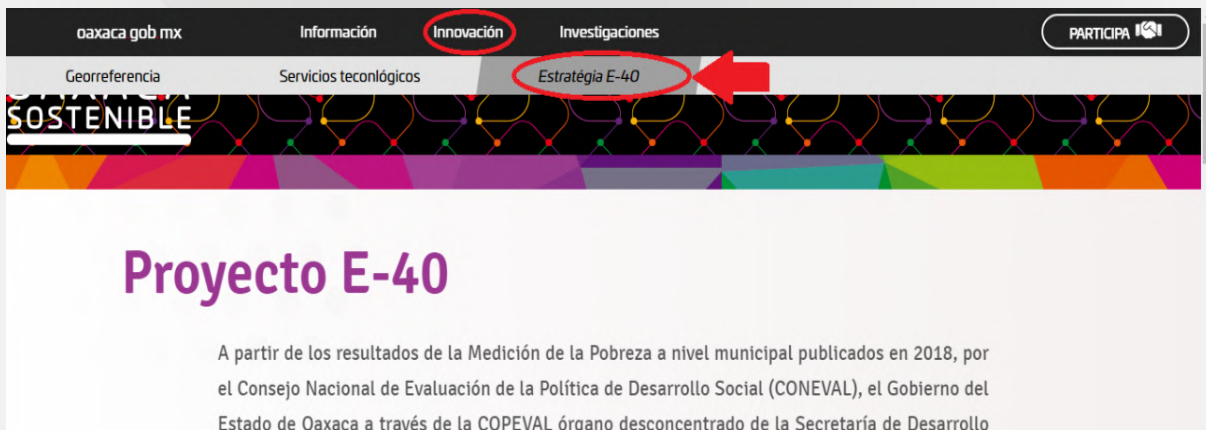 oaxaca gob mx Información Innovación Investigaciones PARTICIPA
Georreferencia Servicios teconlógicos Estratégia E-40
OAXACA
SOSTENIBLE
Proyecto E-40
A partir de los resultados de la Medición de la Pobreza a nivel municipal publicados en 2018, por
el Consejo Nacional de Evaluación de la Política de Desarrollo Social (CONEVAL), el Gobierno del
Estado de Oaxaca a través de la COPEVAL órgano desconcentrado de la Secretaría de Desarrollo